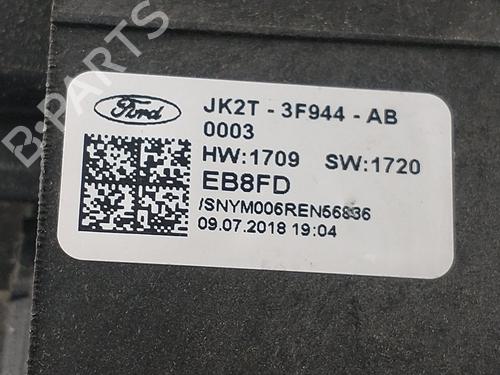 B-PARTS
Ford
JK2T - 3F944 - AB
0003
HW:1709 SW:1720
EB8FD
/SNYM006REN56836
09.07.2018 19:04